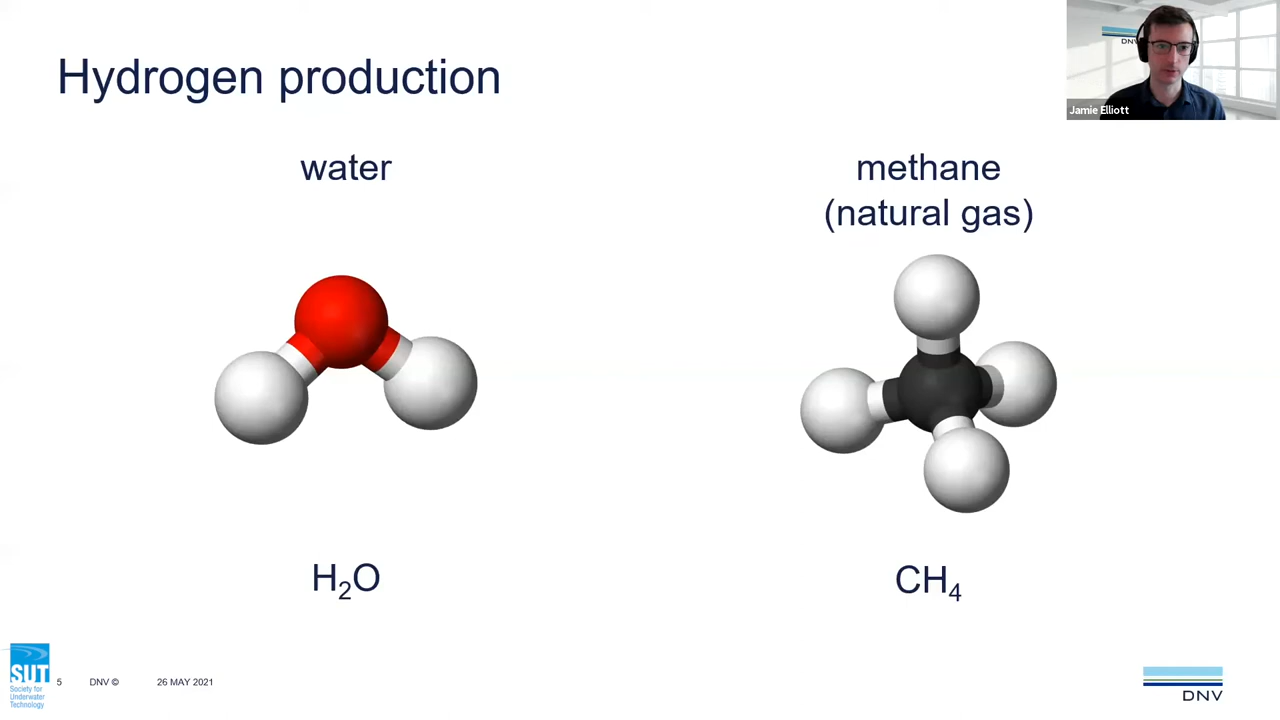 Hydrogen production
DNV
Jamie Elliott
water
methane
(natural gas)
H₂O
CH₄
SUT
Society for
Underwater
Technology
5 DNV © 26 MAY 2021
DNV